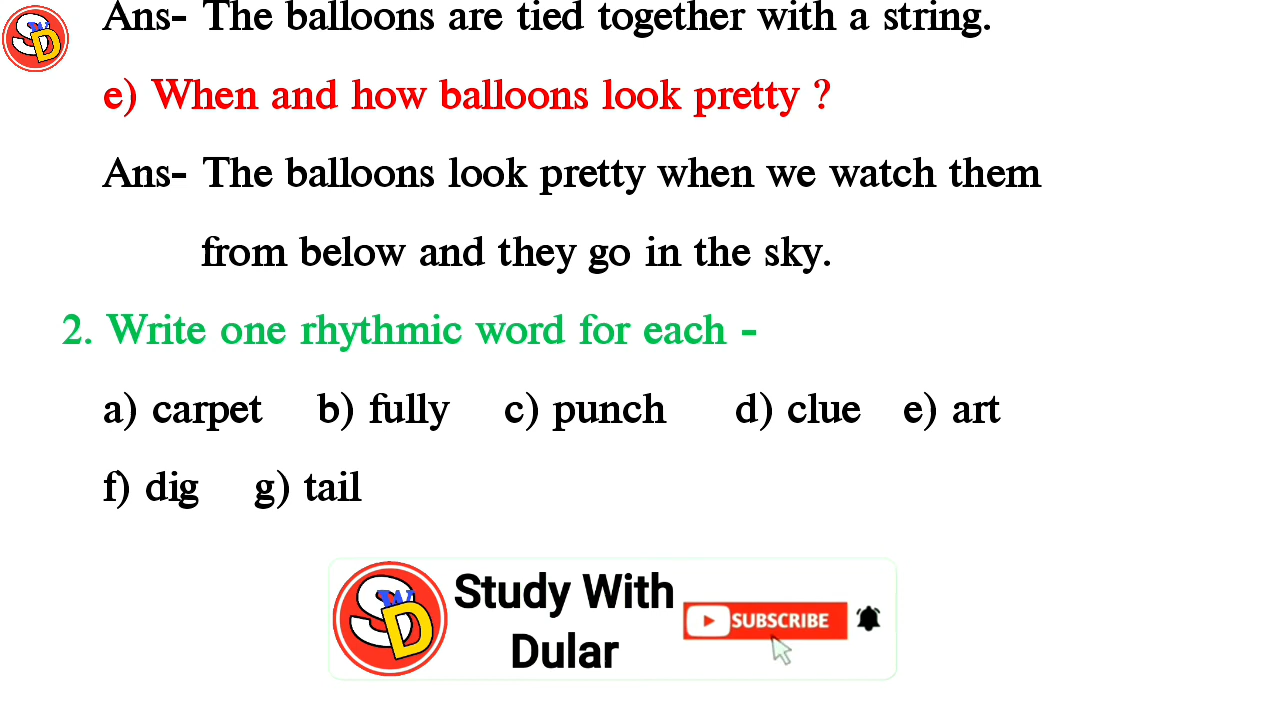 Ans- The balloons are tied together with a string.
e) When and how balloons look pretty ?
Ans- The balloons look pretty when we watch them
from below and they go in the sky.
2. Write one rhythmic word for each -
a) carpet b) fully c) punch d) clue e) art
f) dig g) tail
SWD
Study With
Dular
SUBSCRIBE